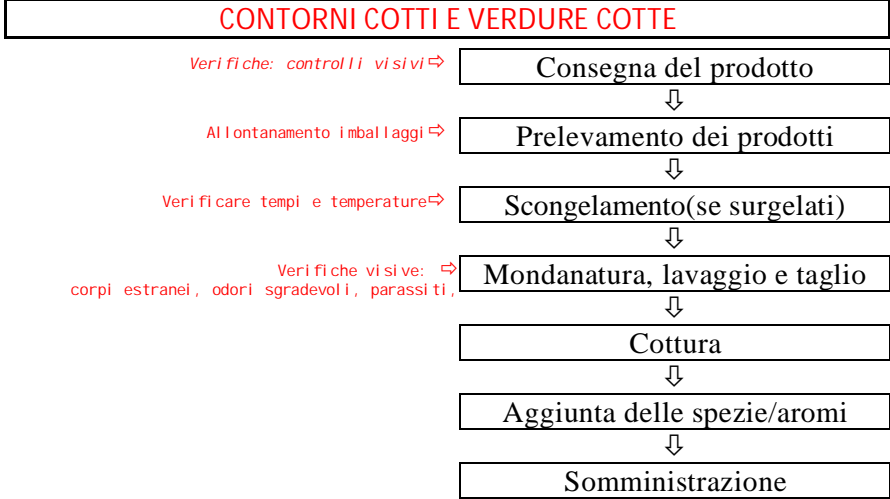 CONTORNI COTTI E VERDURE COTTE
Verifiche: controlli visivi⇨ Consegna del prodotto
⇩
Allontanamento imballaggi⇨ Prelevamento dei prodotti
⇩
Verificare tempi e temperature⇨ Scongelamento(se surgelati)
⇩
Verifiche visive: ⇨ Mondanatura, lavaggio e taglio
corpi estranei, odori sgradevoli, parassiti,
⇩
Cottura
⇩
Aggiunta delle spezie/aromi
⇩
Somministrazione